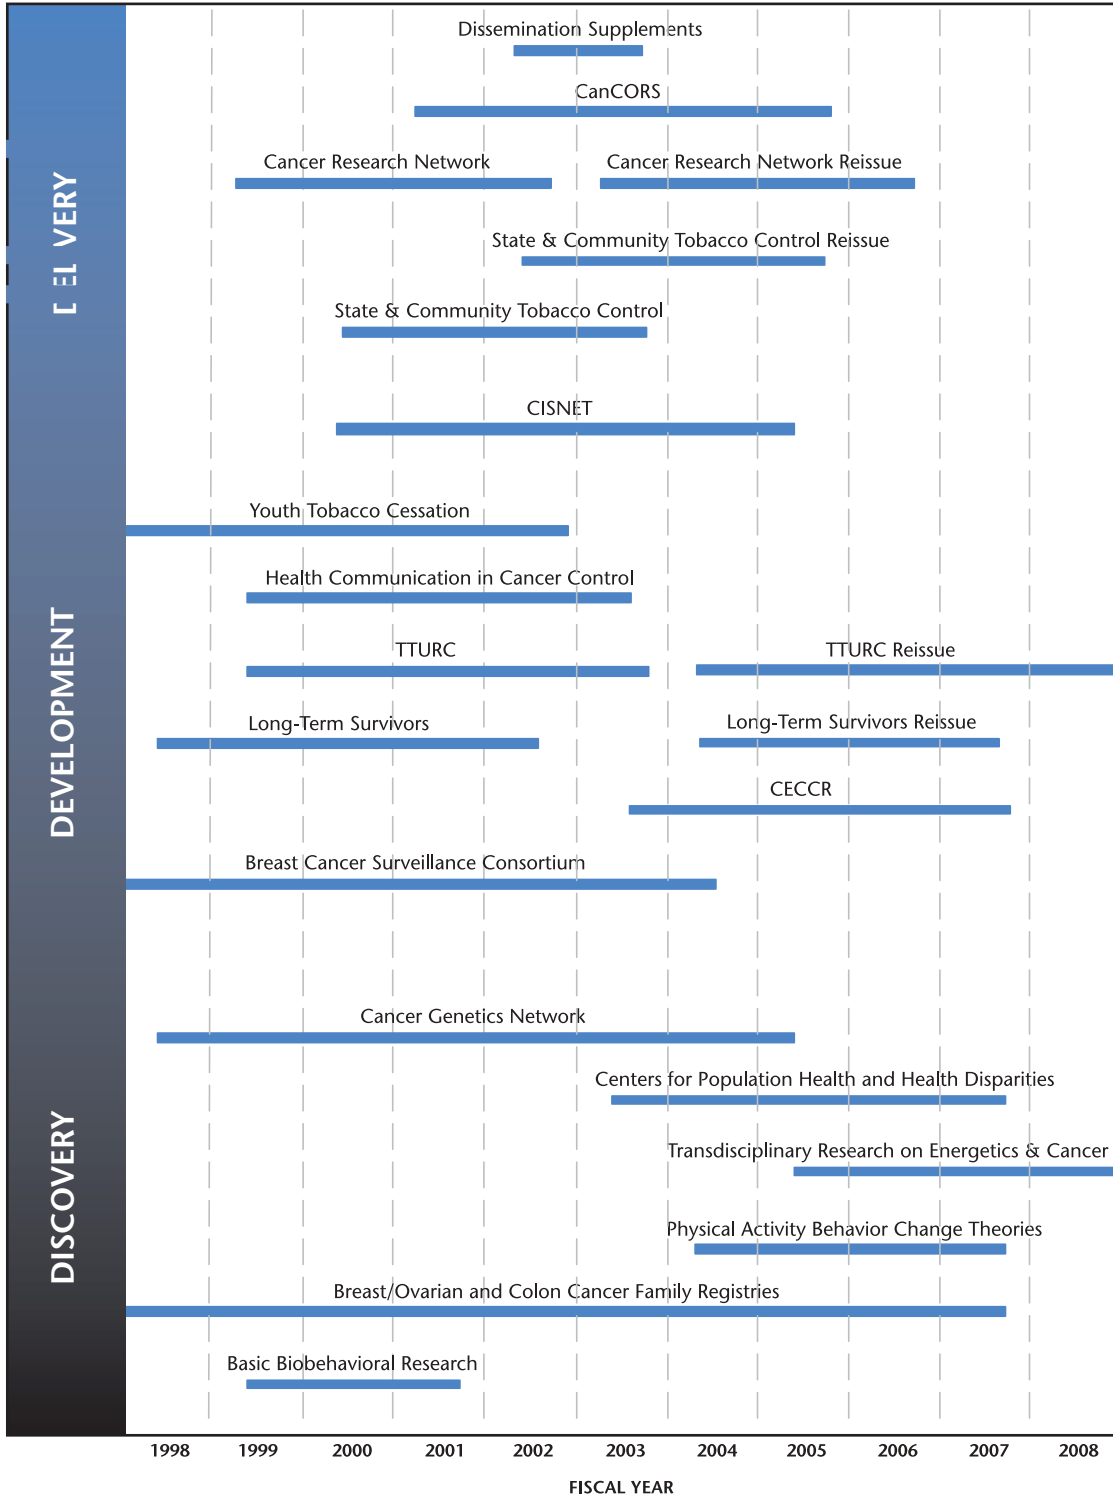 Dissemination Supplements
CanCORS
Cancer Research Network
Cancer Research Network Reissue
State & Community Tobacco Control Reissue
State & Community Tobacco Control
CISNET
Youth Tobacco Cessation
Health Communication in Cancer Control
TTURC
TTURC Reissue
Long-Term Survivors
Long-Term Survivors Reissue
CECCR
Breast Cancer Surveillance Consortium
Cancer Genetics Network
Centers for Population Health and Health Disparities
Transdisciplinary Research on Energetics & Cancer
Physical Activity Behavior Change Theories
Breast/Ovarian and Colon Cancer Family Registries
Basic Biobehavioral Research
DELIVERY
DEVELOPMENT
DISCOVERY
1998 1999 2000 2001 2002 2003 2004 2005 2006 2007 2008
FISCAL YEAR